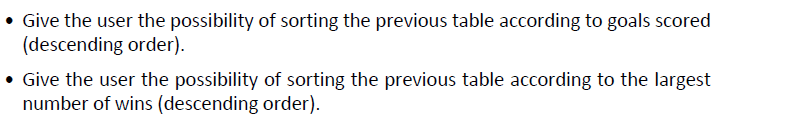 • Give the user the possibility of sorting the previous table according to goals scored
(descending order).
• Give the user the possibility of sorting the previous table according to the largest
number of wins (descending order).